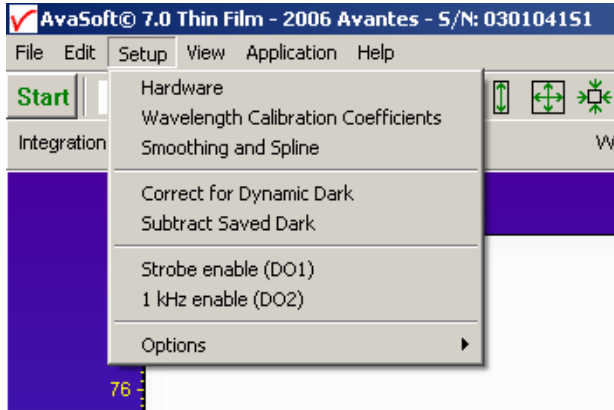 AvaSoft© 7.0 Thin Film - 2006 Avantes - S/N: 0301041S1
File Edit Setup View Application Help
Start
Hardware
Wavelength Calibration Coefficients
Integration
Smoothing and Spline
Correct for Dynamic Dark
Subtract Saved Dark
Strobe enable (DO1)
1 kHz enable (DO2)
Options
76